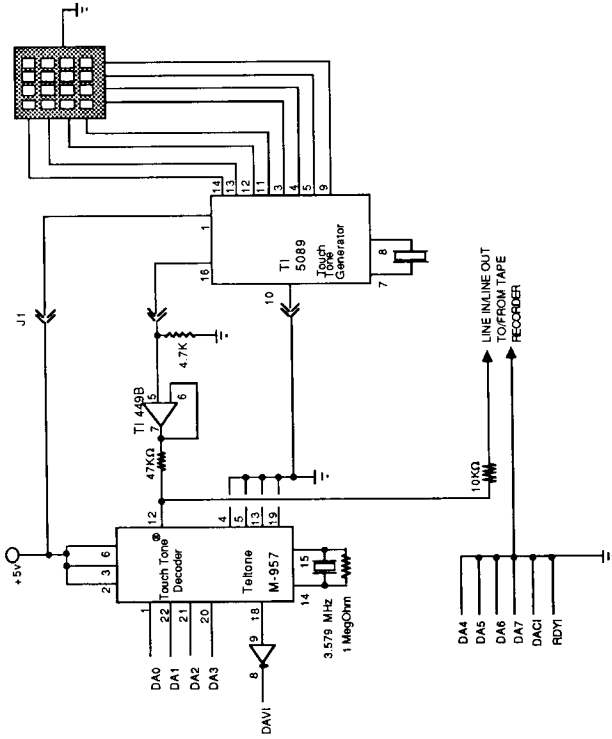 J1
+5v
14
13
12
11
3
4
5
9
1
16
TI
5089
Touch
Tone
Generator
10
8
7
4.7K
TI 449B
5
6
7
47KΩ
LINE IN/LINE OUT
TO/FROM TAPE
RECORDER
10KΩ
12
4
5
13
19
2
3
6
Touch Tone®
Decoder
Teltone
M-957
15
14
3.579 MHz
1 MegOhm
1
22
21
20
18
DA0
DA1
DA2
DA3
9
8
DAVI
DA4
DA5
DA6
DA7
DACI
RDYI